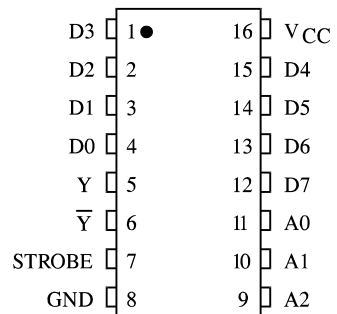 D3 1 16 VCC
D2 2 15 D4
D1 3 14 D5
D0 4 13 D6
Y 5 12 D7
Y̅ 6 11 A0
STROBE 7 10 A1
GND 8 9 A2